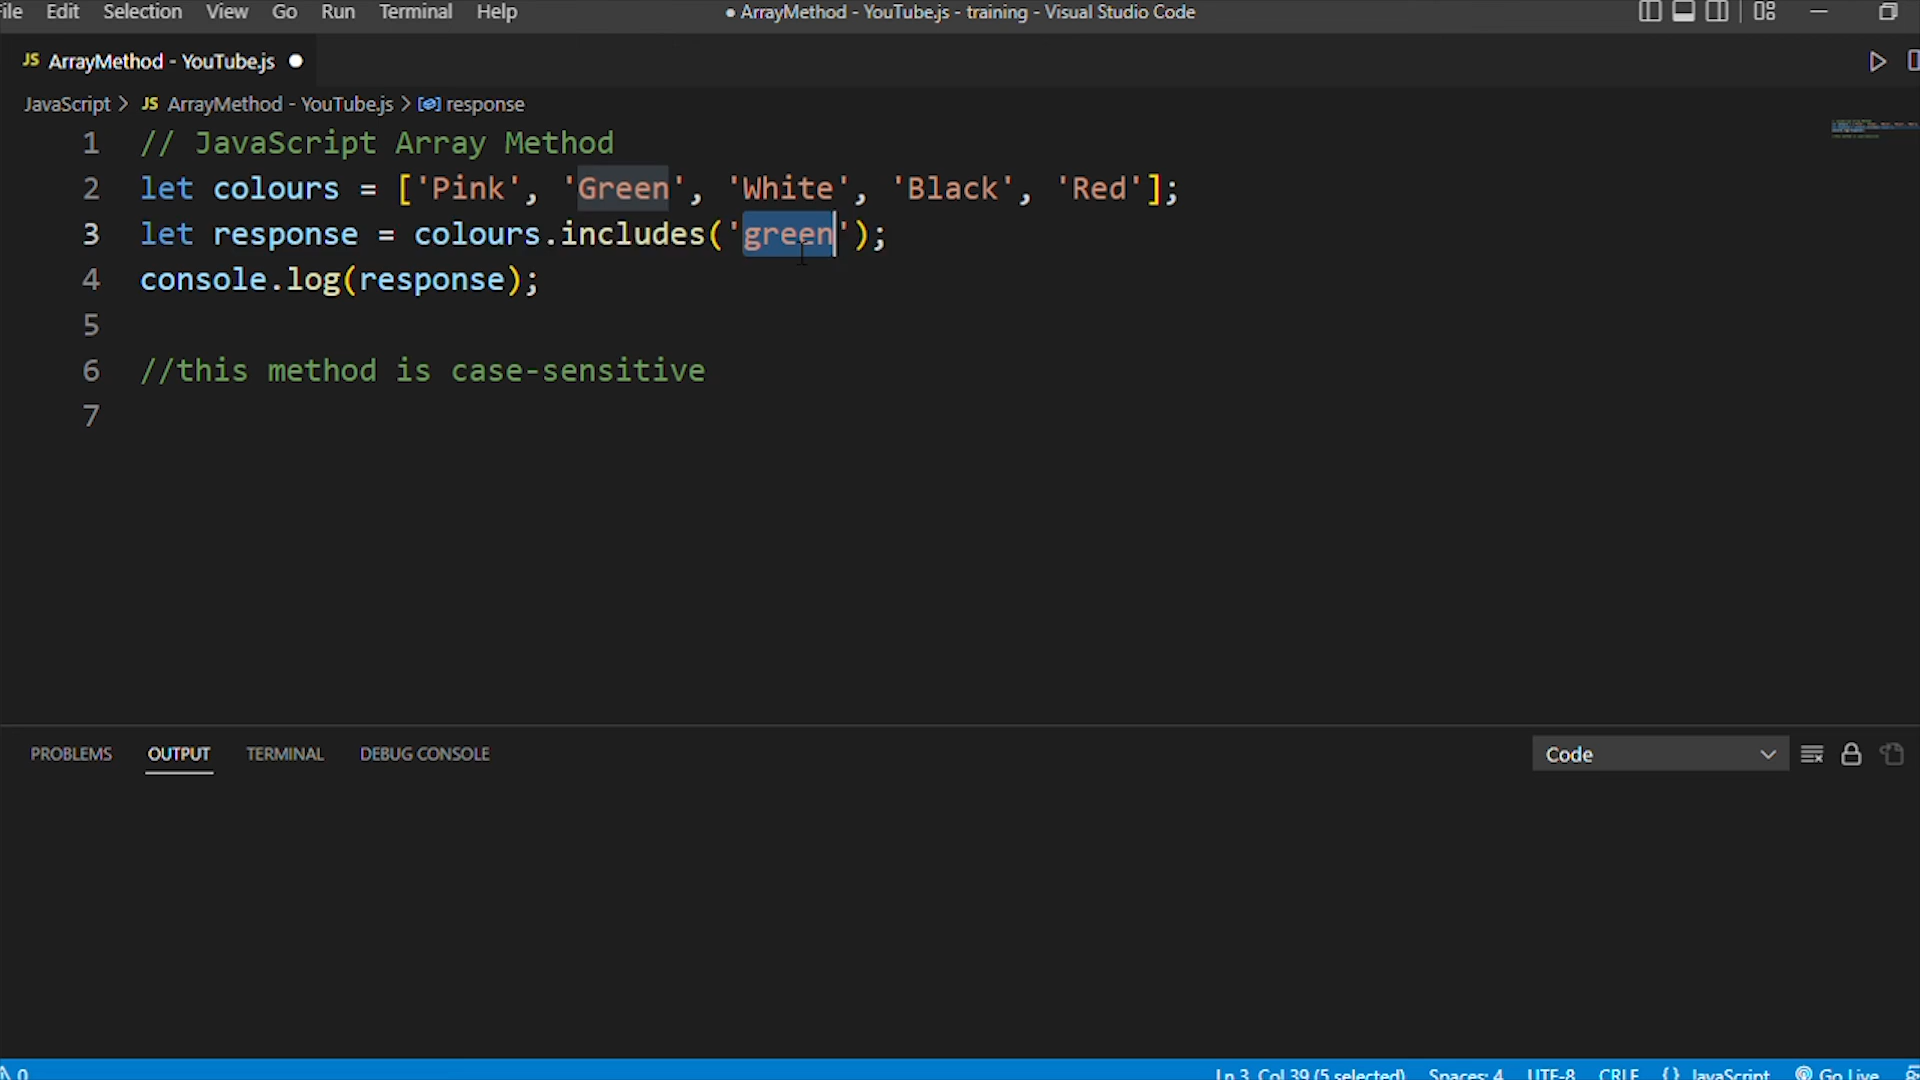 File Edit Selection View Go Run Terminal Help ● ArrayMethod - YouTube.js - training - Visual Studio Code
JS ArrayMethod - YouTube.js ●
JavaScript > JS ArrayMethod - YouTube.js > response
1 // JavaScript Array Method
2 let colours = ['Pink', 'Green', 'White', 'Black', 'Red'];
3 let response = colours.includes('green');
4 console.log(response);
5
6 //this method is case-sensitive
7
PROBLEMS OUTPUT TERMINAL DEBUG CONSOLE Code
0 Ln 3, Col 39 (5 selected) Spaces: 4 UTF-8 CRLF {} JavaScript Go Live